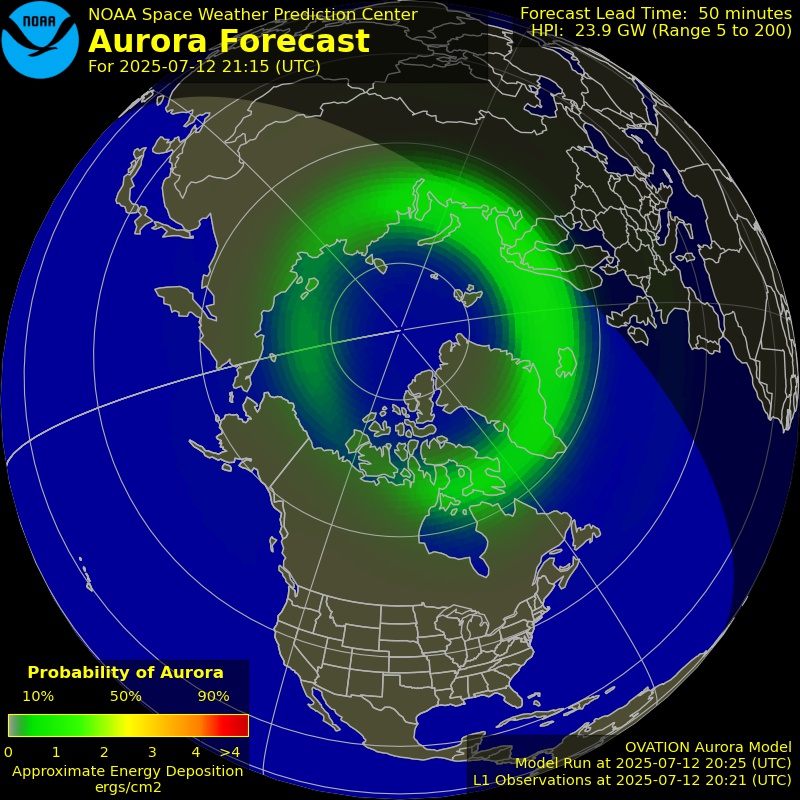 NOAA
NOAA Space Weather Prediction Center
Aurora Forecast
For 2025-07-12 21:15 (UTC)
Forecast Lead Time: 50 minutes
HPI: 23.9 GW (Range 5 to 200)
Probability of Aurora
10% 50% 90%
0 1 2 3 4 >4
Approximate Energy Deposition
ergs/cm2
OVATION Aurora Model
Model Run at 2025-07-12 20:25 (UTC)
L1 Observations at 2025-07-12 20:21 (UTC)